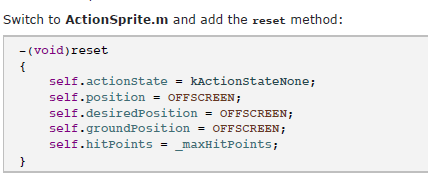 Switch to ActionSprite.m and add the reset method:
-(void)reset
{
    self.actionState = kActionStateNone;
    self.position = OFFSCREEN;
    self.desiredPosition = OFFSCREEN;
    self.groundPosition = OFFSCREEN;
    self.hitPoints = _maxHitPoints;
}